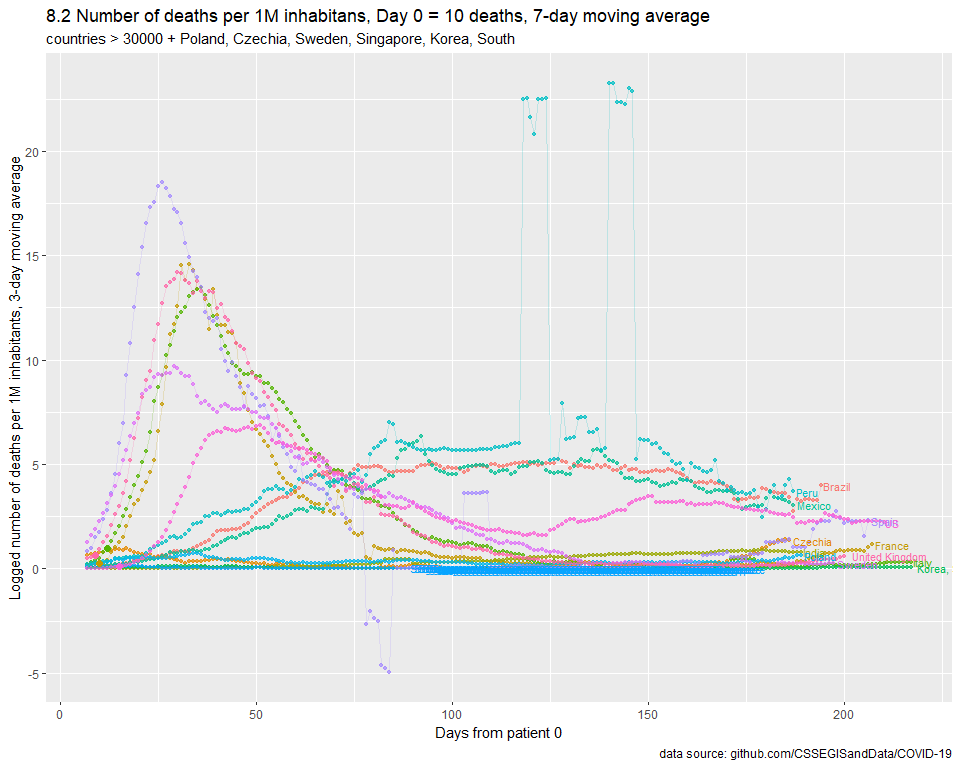 8.2 Number of deaths per 1M inhabitans, Day 0 = 10 deaths, 7-day moving average
countries > 30000 + Poland, Czechia, Sweden, Singapore, Korea, South
Logged number of deaths per 1M inhabitants, 3-day moving average
20
15
10
5
0
-5
Brazil
Peru
Mexico
US
Czechia
France
United Kingdom
Italy
Korea,
0
50
100
150
200
Days from patient 0
data source: github.com/CSSEGISandData/COVID-19